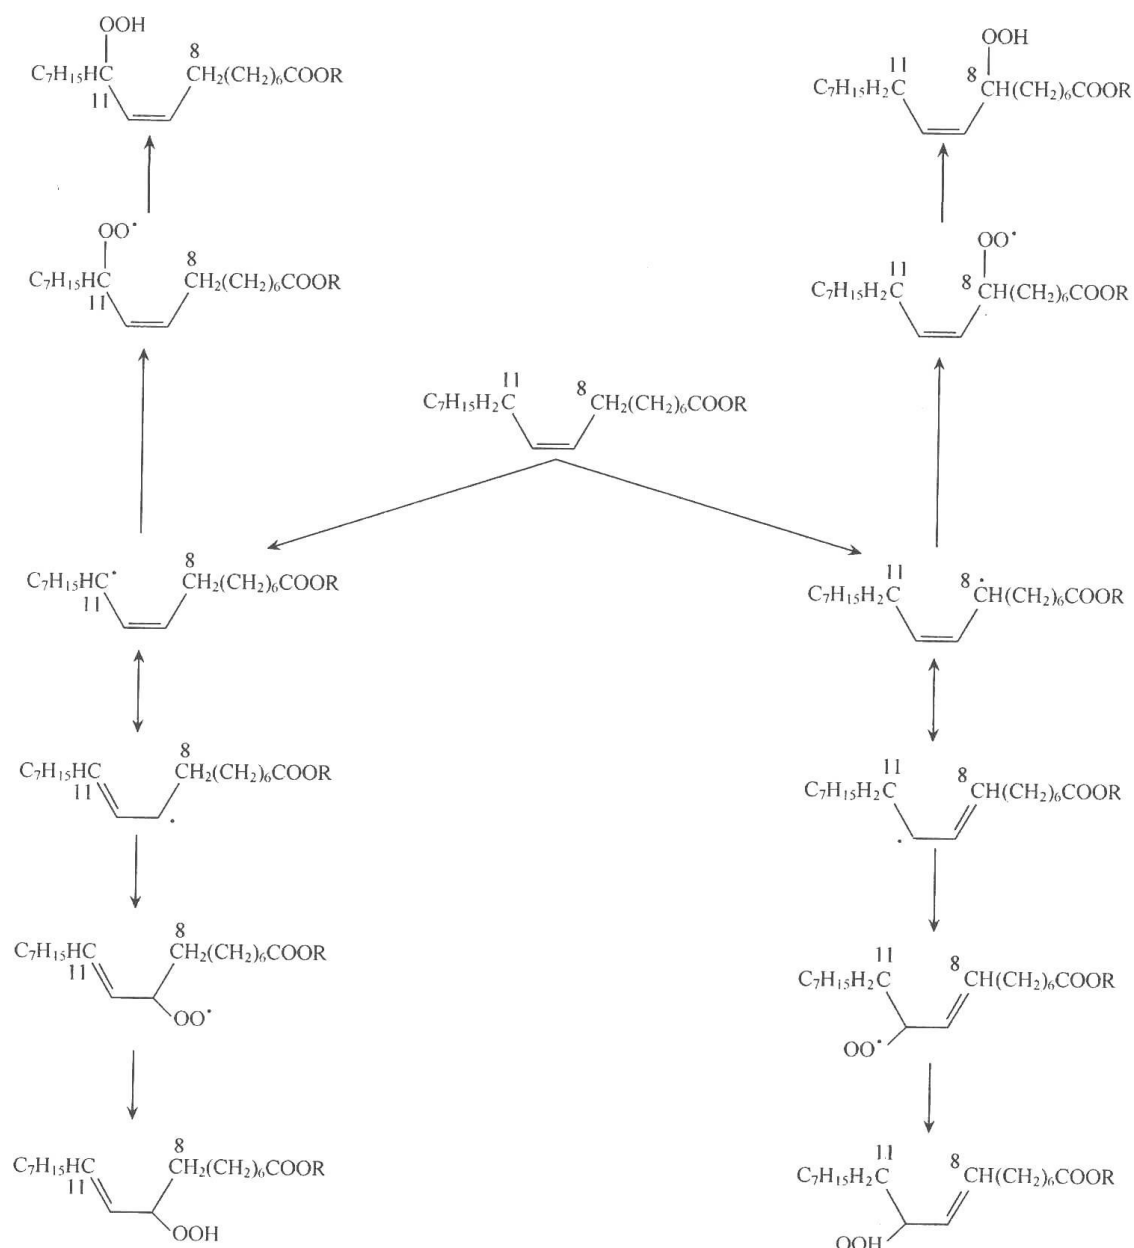 OOH
8
C₇H₁₅HC
CH₂(CH₂)₆COOR
11
OOH
11
8
C₇H₁₅H₂C
CH(CH₂)₆COOR
OO•
8
C₇H₁₅HC
CH₂(CH₂)₆COOR
11
OO•
11
8
C₇H₁₅H₂C
CH(CH₂)₆COOR
11
8
C₇H₁₅H₂C
CH₂(CH₂)₆COOR
8
C₇H₁₅HC•
CH₂(CH₂)₆COOR
11
11
8
C₇H₁₅H₂C
•CH(CH₂)₆COOR
8
C₇H₁₅HC
CH₂(CH₂)₆COOR
11
•
11
8
C₇H₁₅H₂C
CH(CH₂)₆COOR
•
8
C₇H₁₅HC
CH₂(CH₂)₆COOR
11
OO•
11
8
C₇H₁₅H₂C
CH(CH₂)₆COOR
OO•
8
C₇H₁₅HC
CH₂(CH₂)₆COOR
11
OOH
11
8
C₇H₁₅H₂C
CH(CH₂)₆COOR
OOH